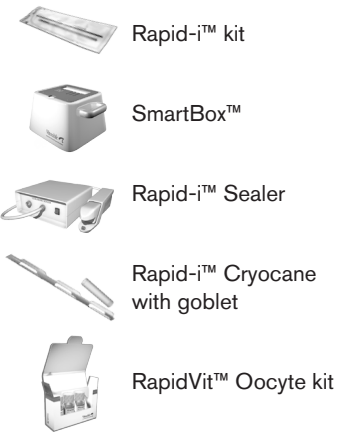 Rapid-i™ kit
SmartBox™
Rapid-i™ Sealer
Rapid-i™ Cryocane
with goblet
RapidVit™ Oocyte kit